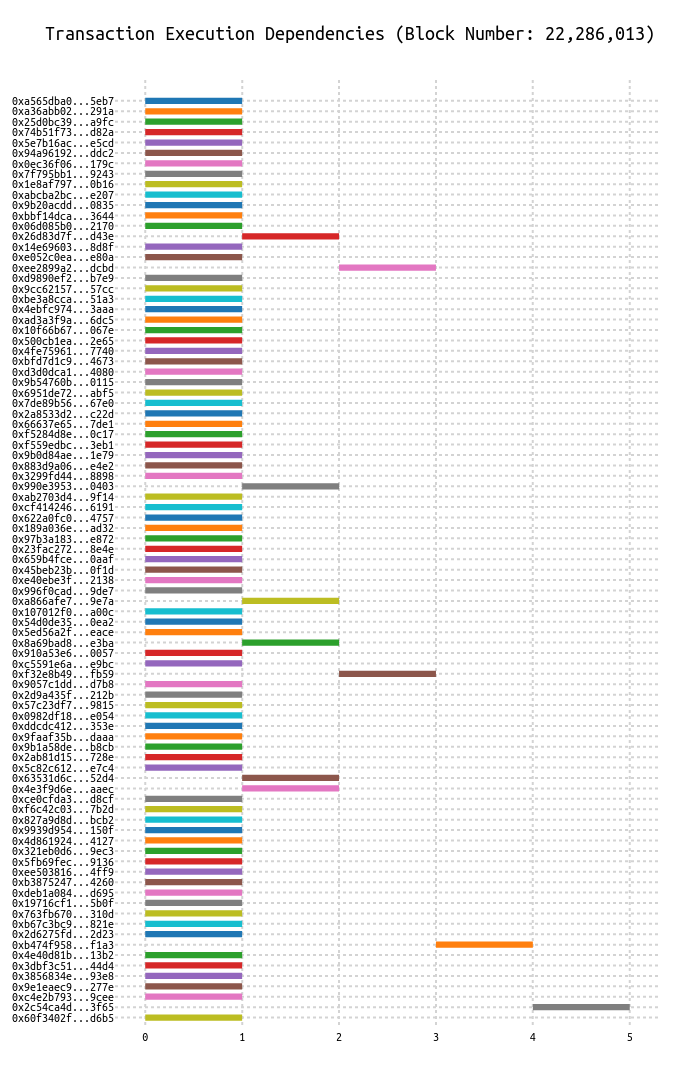 Transaction Execution Dependencies (Block Number: 22,286,013)
0xa565dba0...5eb7
0xa36abb02...291a
0x25d0bc39...a9fc
0x74b51f73...d82a
0x5e7b16ac...e5cd
0x94a96192...ddc2
0x0ec36f06...179c
0x7f795bb1...9243
0x1e8af797...0b16
0xabcba2bc...e207
0x9b20acdd...0835
0xbbf14dca...3644
0x06d085b0...2170
0x26d83d7f...d43e
0x14e69603...8d8f
0xe052c0ea...e80a
0xee2899a2...dcbd
0xd9890ef2...b7e9
0x9cc62157...57cc
0xbe3a8cca...51a3
0x4ebfc974...3aaa
0xad3a3f9a...6dc5
0x10f66b67...067e
0x500cb1ea...2e65
0x4fe75961...7740
0xbfd7d1c9...4673
0xd3d0dca1...4080
0x9b54760b...0115
0x6951de72...abf5
0x7de89b56...67e0
0x2a8533d2...c22d
0x66637e65...7de1
0xf5284d8e...0c17
0xf559edbc...3eb1
0x9b0d84ae...1e79
0x883d9a06...e4e2
0x3299fd44...8898
0x990e3953...0403
0xab2703d4...9f14
0xcf414246...6191
0x622a0fc0...4757
0x189a036e...ad32
0x97b3a183...e872
0x23fac272...8e4e
0x659b4fce...0aaf
0x45beb23b...0f1d
0xe40ebe3f...2138
0x996f0cad...9de7
0xa866afe7...9e7a
0x107012f0...a00c
0x54d0de35...0ea2
0x5ed56a2f...eace
0x8a69bad8...e3ba
0x910a53e6...0057
0xc5591e6a...e9bc
0xf32e8b49...fb59
0x9057c1dd...d7b8
0x2d9a435f...212b
0x57c23df7...9815
0x0982df18...e054
0xddcdc412...353e
0x9faaf35b...daaa
0x9b1a58de...b8cb
0x2ab81d15...728e
0x5c82c612...e7c4
0x63531d6c...52d4
0x4e3f9d6e...aaec
0xce0cfda3...d8cf
0xf6c42c03...7b2d
0x827a9d8d...bcb2
0x9939d954...150f
0x4d861924...4127
0x321eb0d6...9ec3
0x5fb69fec...9136
0xee503816...4ff9
0xb3875247...4260
0xdeb1a084...d695
0x19716cf1...5b0f
0x763fb670...310d
0xb67c3bc9...821e
0x2d6275fd...2d23
0xb474f958...f1a3
0x4e40d81b...13b2
0x3dbf3c51...44d4
0x3856834e...93e8
0x9e1eaec9...277e
0xc4e2b793...9cee
0x2c54ca4d...3f65
0x60f3402f...d6b5
0 1 2 3 4 5